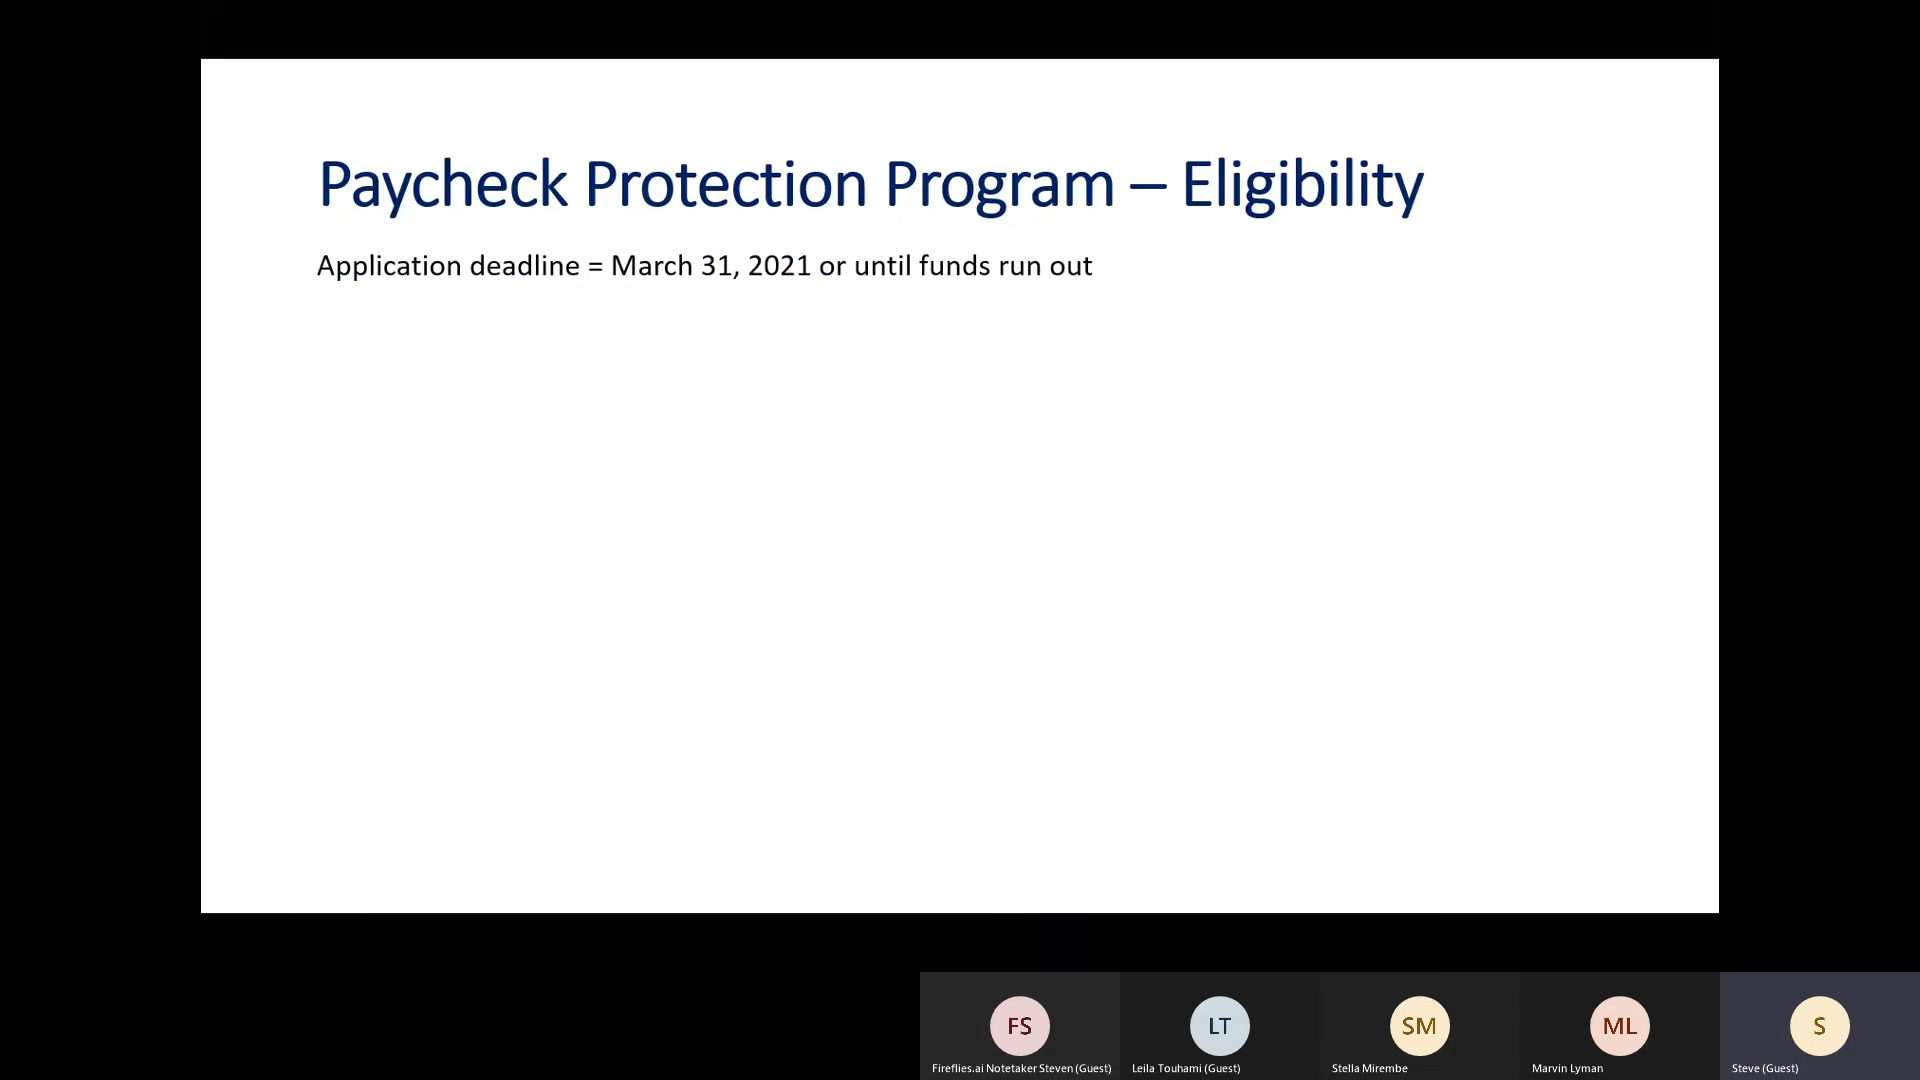 Paycheck Protection Program – Eligibility
Application deadline = March 31, 2021 or until funds run out
FS
LT
SM
ML
S
Fireflies.ai Notetaker Steven (Guest)
Leila Touhami (Guest)
Stella Mirembe
Marvin Lyman
Steve (Guest)